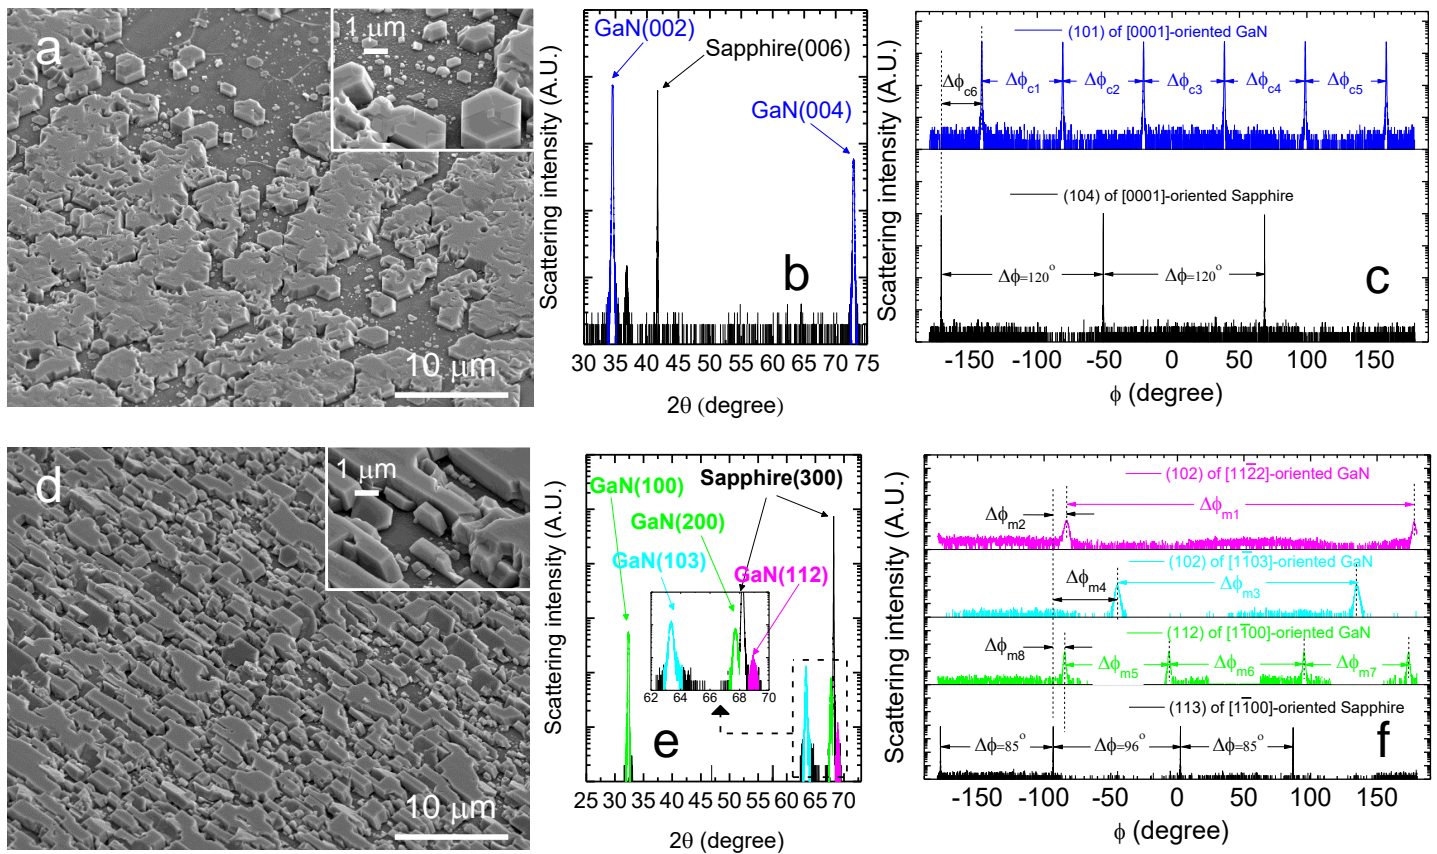 a
1 μm
10 μm
Scattering intensity (A.U.)
GaN(002)
Sapphire(006)
GaN(004)
b
30 35 40 45 50 55 60 65 70 75
2θ (degree)
Scattering intensity (A.U.)
(101) of [0001]-oriented GaN
Δϕc6 Δϕc1 Δϕc2 Δϕc3 Δϕc4 Δϕc5
(104) of [0001]-oriented Sapphire
Δϕ=120° Δϕ=120°
c
-150 -100 -50 0 50 100 150
ϕ (degree)
d
1 μm
10 μm
Scattering intensity (A.U.)
Sapphire(300)
GaN(100)
GaN(200)
GaN(103)
GaN(112)
62 64 66 68 70
e
25 30 35 40 45 50 55 60 65 70
2θ (degree)
Scattering intensity (A.U.)
(102) of [112̅2]-oriented GaN
Δϕm2 Δϕm1
(102) of [11̅03]-oriented GaN
Δϕm4 Δϕm3
(112) of [11̅00]-oriented GaN
Δϕm8 Δϕm5 Δϕm6 Δϕm7
(113) of [11̅00]-oriented Sapphire
Δϕ=85° Δϕ=96° Δϕ=85°
f
-150 -100 -50 0 50 100 150
ϕ (degree)